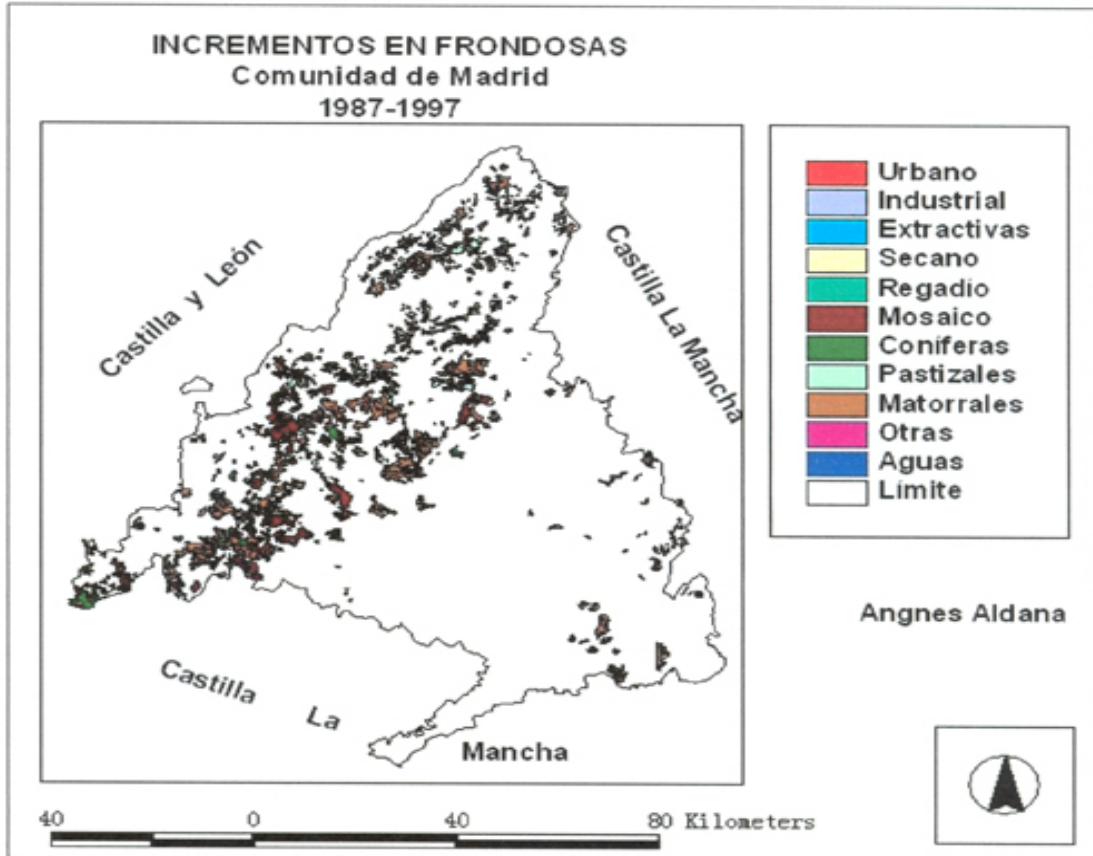 INCREMENTOS EN FRONDOSAS
Comunidad de Madrid
1987-1997
Castilla y León
Castilla La Mancha
Castilla La
Mancha
Urbano
Industrial
Extractivas
Secano
Regadio
Mosaico
Coníferas
Pastizales
Matorrales
Otras
Aguas
Límite
Angnes Aldana
40 0 40 80 Kilometers